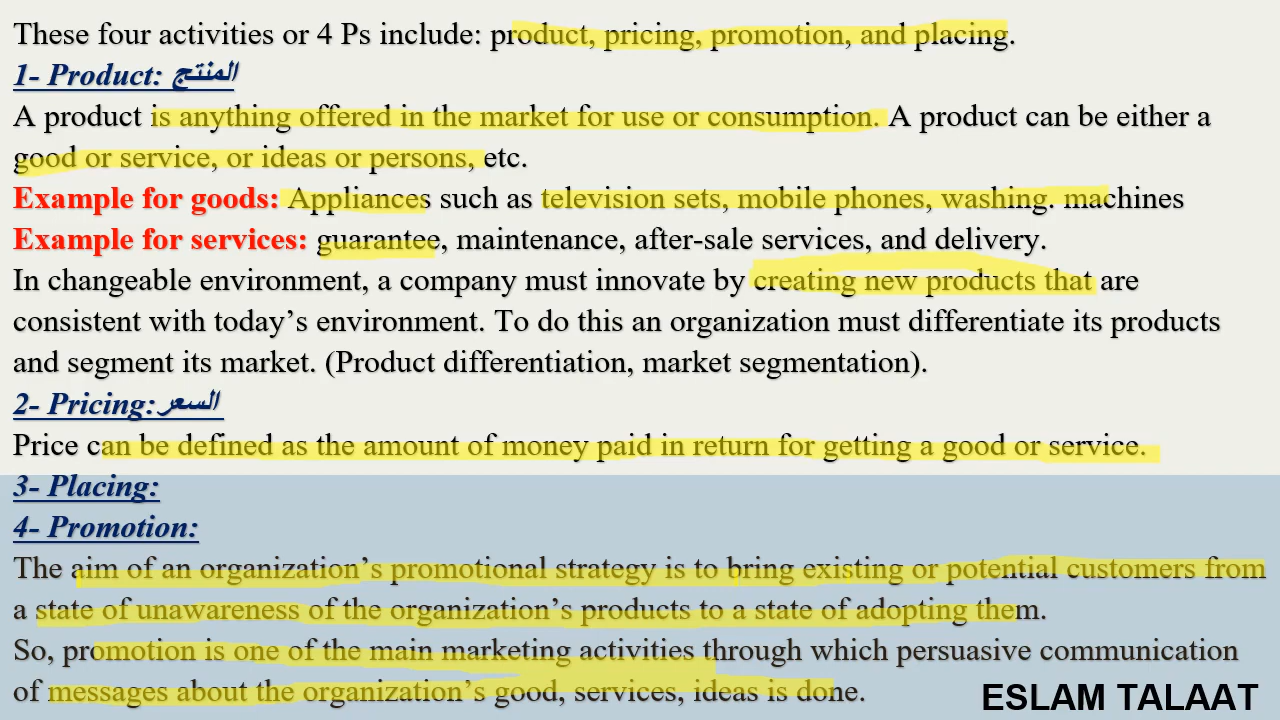 These four activities or 4 Ps include: product, pricing, promotion, and placing.
1- Product: المنتج
A product is anything offered in the market for use or consumption. A product can be either a
good or service, or ideas or persons, etc.
Example for goods: Appliances such as television sets, mobile phones, washing. machines
Example for services: guarantee, maintenance, after-sale services, and delivery.
In changeable environment, a company must innovate by creating new products that are
consistent with today’s environment. To do this an organization must differentiate its products
and segment its market. (Product differentiation, market segmentation).
2- Pricing: السعر
Price can be defined as the amount of money paid in return for getting a good or service.
3- Placing:
4- Promotion:
The aim of an organization’s promotional strategy is to bring existing or potential customers from
a state of unawareness of the organization’s products to a state of adopting them.
So, promotion is one of the main marketing activities through which persuasive communication
of messages about the organization’s good, services, ideas is done.
ESLAM TALAAT